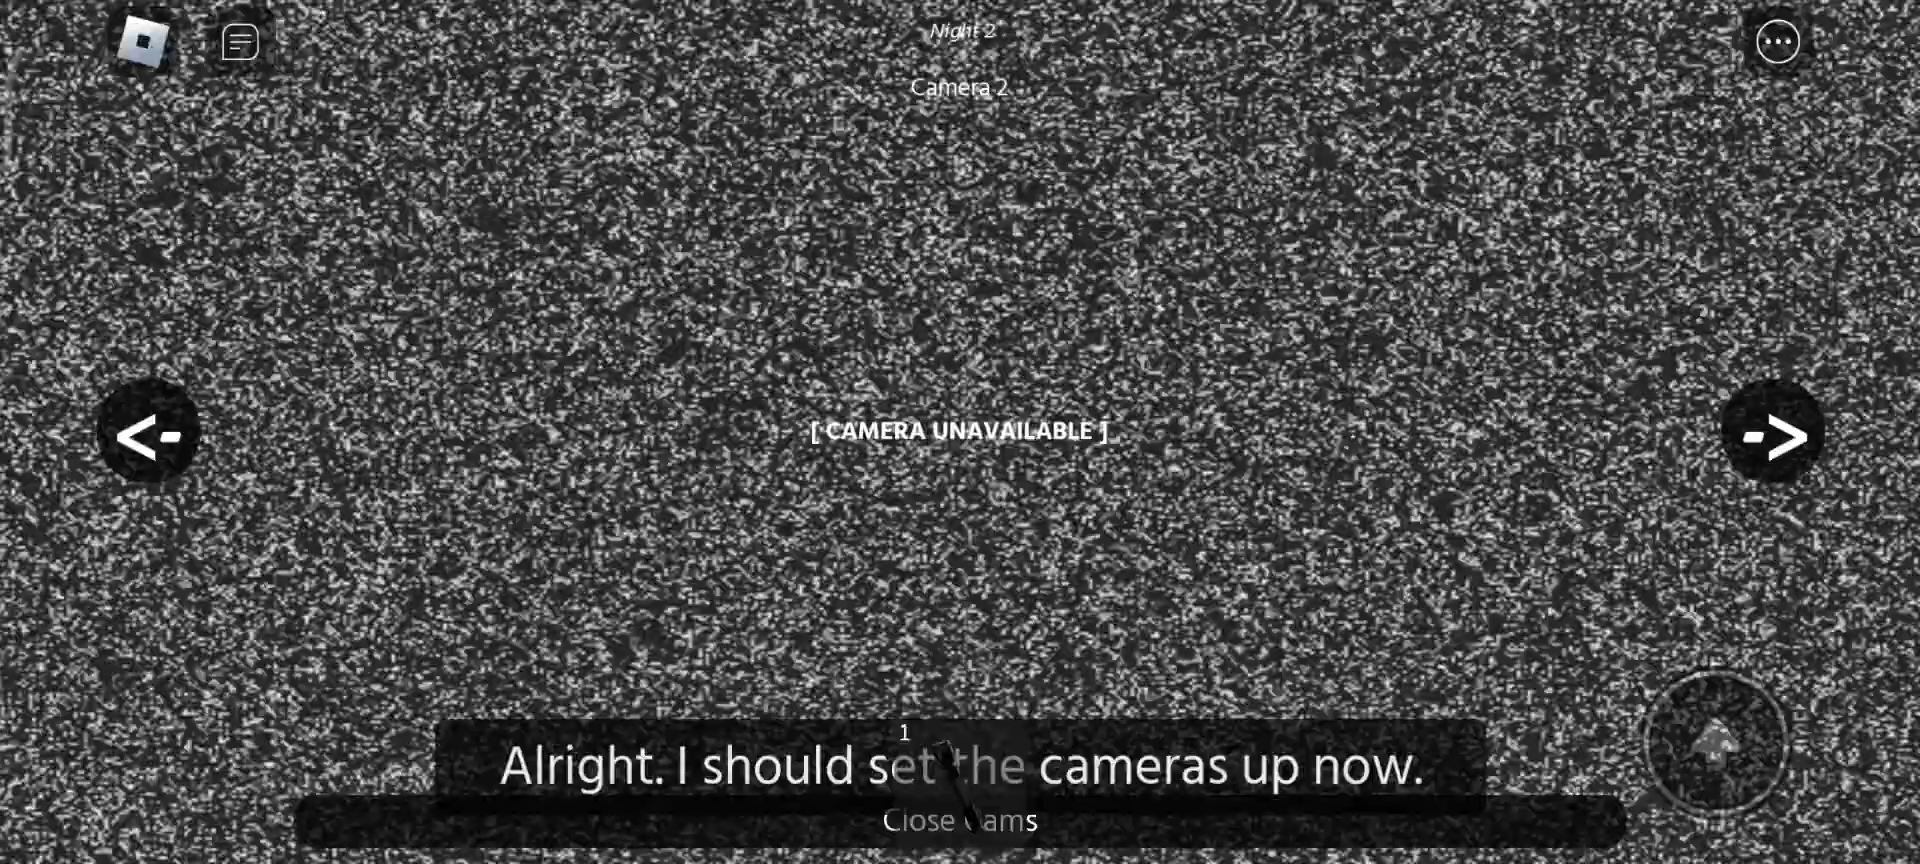 Night 2
Camera 2
<-
->
[ CAMERA UNAVAILABLE ]
1
Alright. I should set the cameras up now.
Close Cams